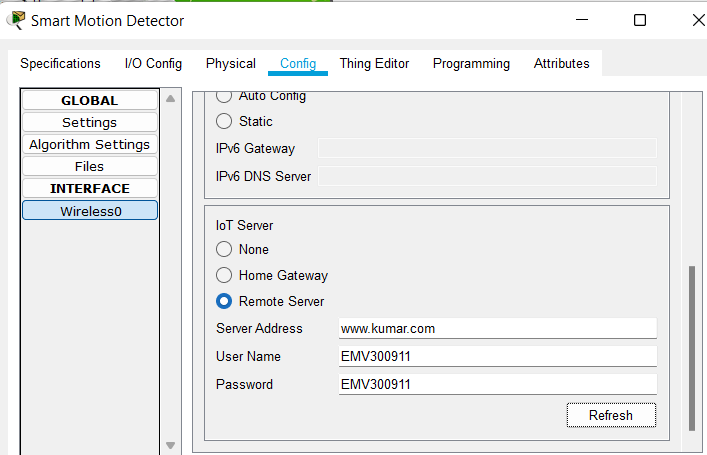 Smart Motion Detector
Specifications I/O Config Physical Config Thing Editor Programming Attributes
GLOBAL
Settings
Algorithm Settings
Files
INTERFACE
Wireless0
Auto Config
Static
IPv6 Gateway
IPv6 DNS Server
IoT Server
None
Home Gateway
Remote Server
Server Address www.kumar.com
User Name EMV300911
Password EMV300911
Refresh